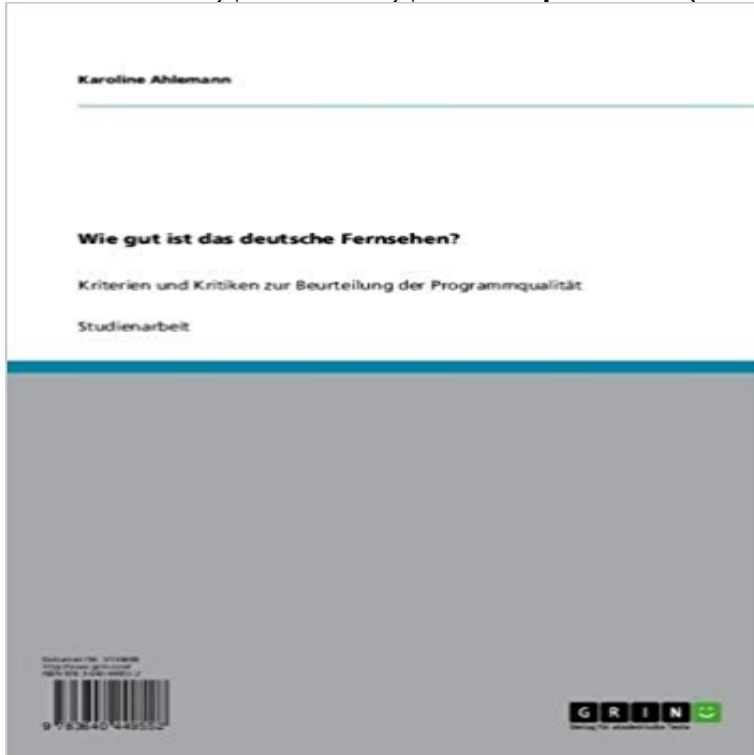 Karoline Ahlemann
Wie gut ist das deutsche Fernsehen?
Kriterien und Kritiken zur Beurteilung der Programmqualität
Studienarbeit
G R I N